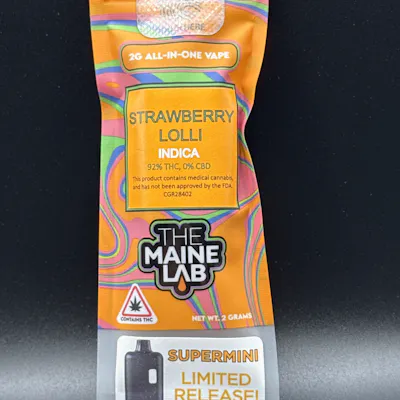 HERE
2G ALL-IN-ONE VAPE
STRAWBERRY
LOLLI
INDICA
92% THC, 0% CBD
This product contains medical cannabis,
and has not been approved by the FDA.
CGR28402
THE
MAINE
LAB
CONTAINS THC
NET WT. 2 GRAMS
SUPERMINI
LIMITED
RELEASE!